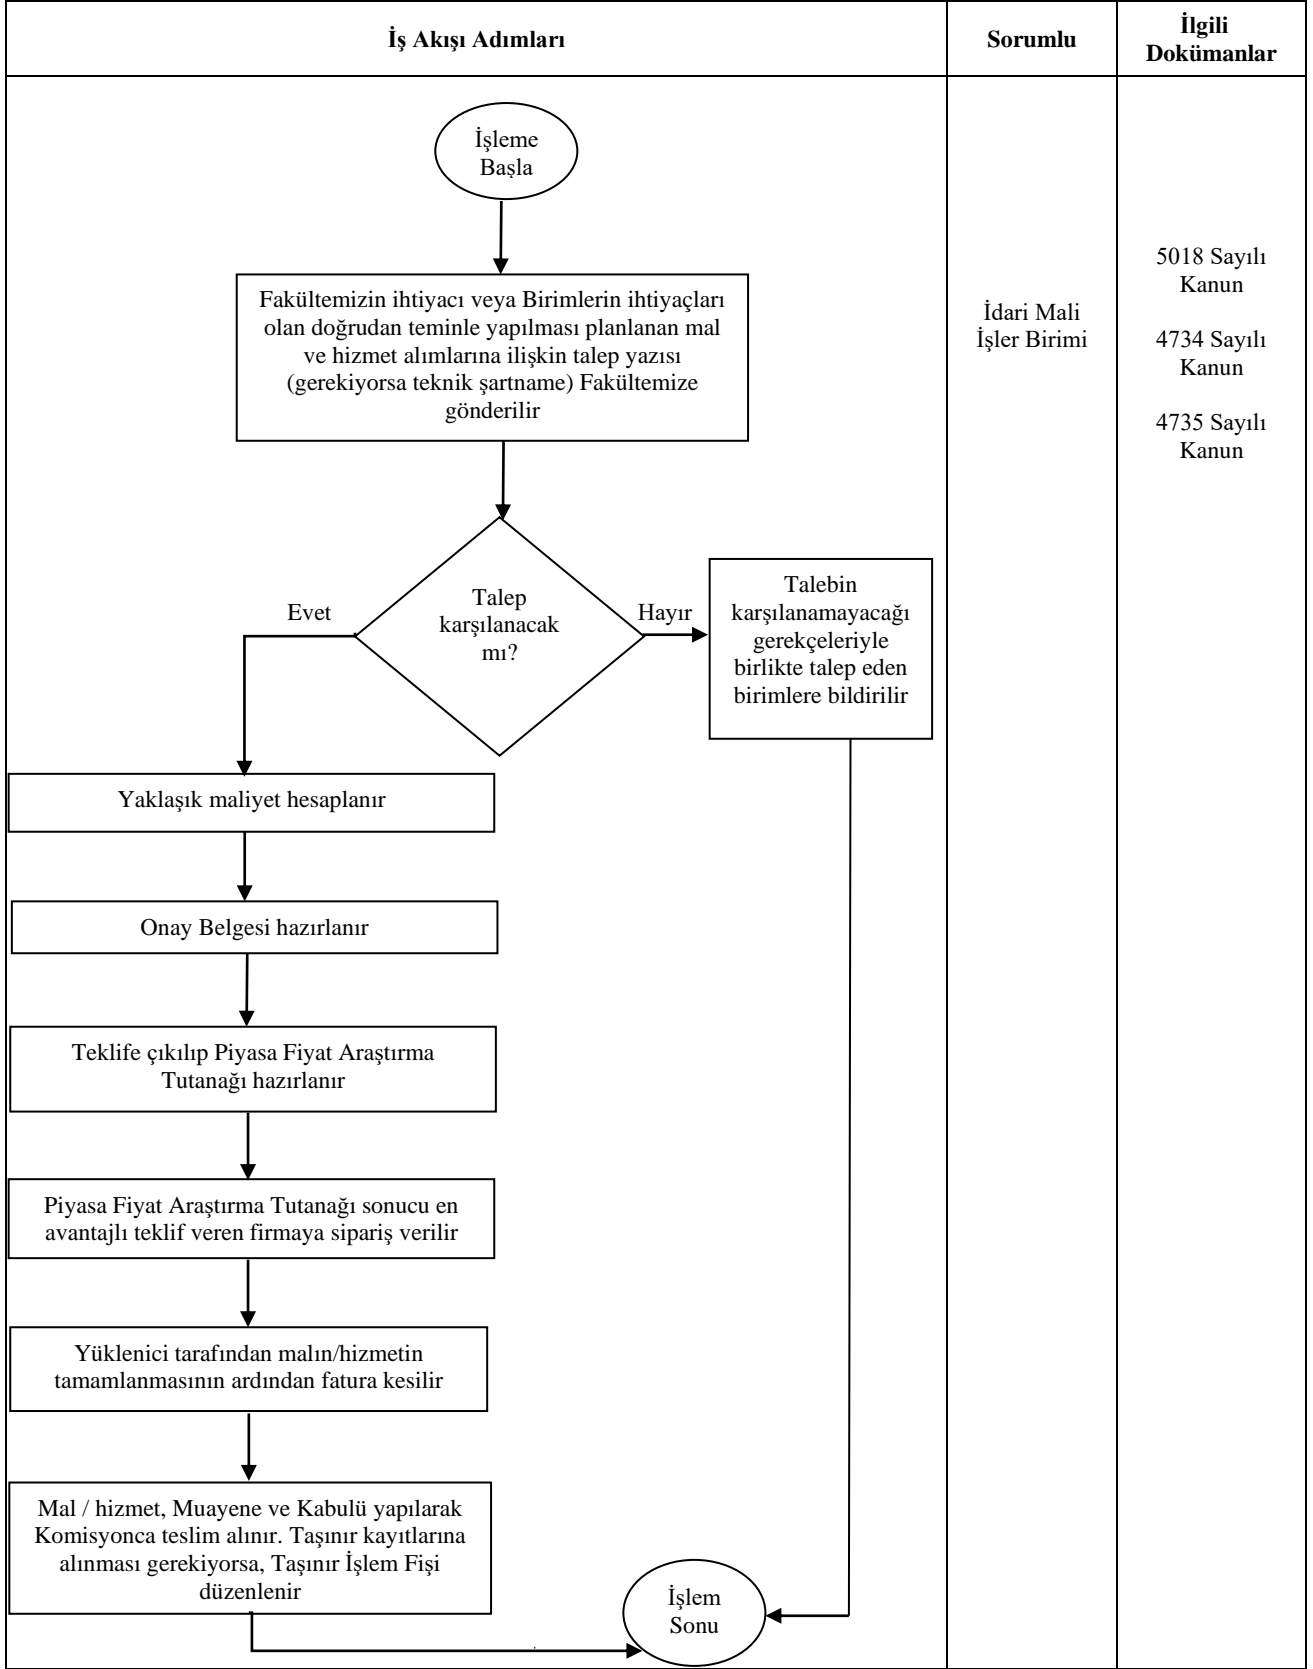 İş Akışı Adımları
Sorumlu
İlgili
Dokümanlar
İşleme
Başla
Fakültemizin ihtiyacı veya Birimlerin ihtiyaçları
olan doğrudan teminle yapılması planlanan mal
ve hizmet alımlarına ilişkin talep yazısı
(gerekiyorsa teknik şartname) Fakültemize
gönderilir
İdari Mali
İşler Birimi
5018 Sayılı
Kanun
4734 Sayılı
Kanun
4735 Sayılı
Kanun
Talep
karşılanacak
mı?
Evet
Hayır
Talebin
karşılanamayacağı
gerekçeleriyle
birlikte talep eden
birimlere bildirilir
Yaklaşık maliyet hesaplanır
Onay Belgesi hazırlanır
Teklife çıkılıp Piyasa Fiyat Araştırma
Tutanağı hazırlanır
Piyasa Fiyat Araştırma Tutanağı sonucu en
avantajlı teklif veren firmaya sipariş verilir
Yüklenici tarafından malın/hizmetin
tamamlanmasının ardından fatura kesilir
Mal / hizmet, Muayene ve Kabulü yapılarak
Komisyonca teslim alınır. Taşınır kayıtlarına
alınması gerekiyorsa, Taşınır İşlem Fişi
düzenlenir
İşlem
Sonu